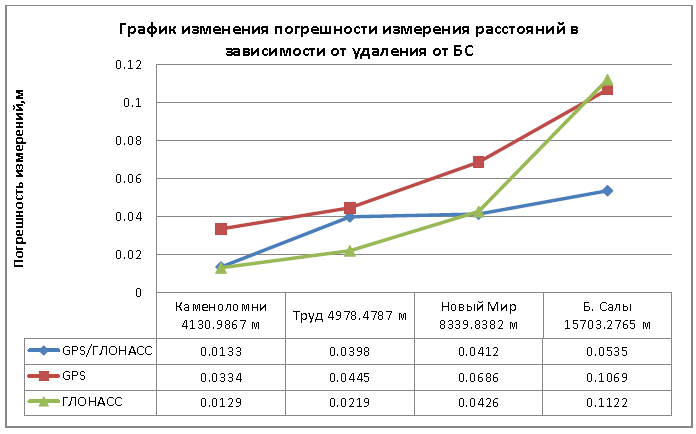 График изменения погрешности измерения расстояний в
зависимости от удаления от БС
Погрешность измерений,м
0.12
0.1
0.08
0.06
0.04
0.02
0
Каменоломни
4130.9867 м
Труд 4978.4787 м
Новый Мир
8339.8382 м
Б. Салы
15703.2765 м
GPS/ГЛОНАСС 0.0133 0.0398 0.0412 0.0535
GPS 0.0334 0.0445 0.0686 0.1069
ГЛОНАСС 0.0129 0.0219 0.0426 0.1122